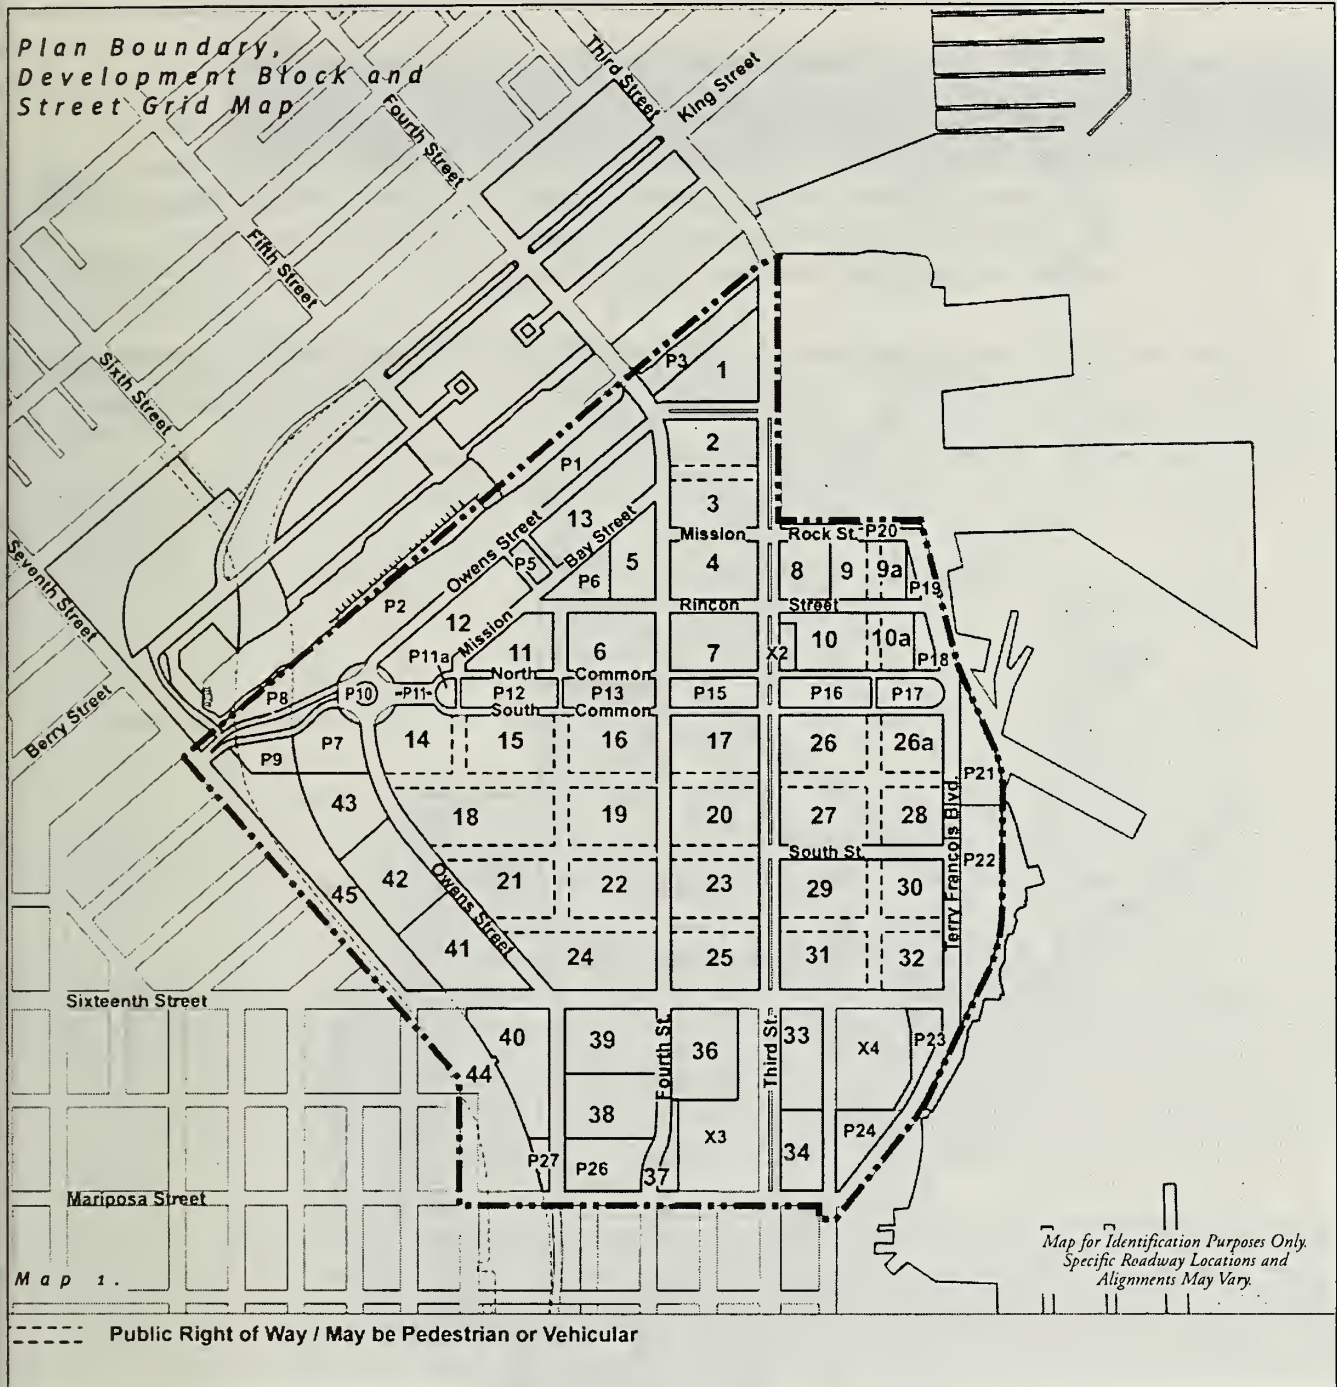 Plan Boundary,
Development Block and
Street Grid Map
Third Street
King Street
Fourth Street
Fifth Street
Sixth Street
Seventh Street
Berry Street
P3
1
2
P1
3
13
Owens Street
Bay Street
Mission Rock St.
P20
P5
5
4
8
9
9a
P6
P19
P2
Rincon Street
12
Mission
11
6
7
X2
10
10a
P18
P11a
North Common
P8
P10
-P11-
P12
P13
P15
P16
P17
South Common
P9
P7
14
15
16
17
26
26a
P21
43
18
19
20
27
28
Terry Francois Blvd.
South St.
P22
45
42
Owens Street
21
22
23
29
30
41
24
25
31
32
Sixteenth Street
40
39
Fourth St.
36
Third St.
33
X4
P23
44
38
X3
P24
P27
P26
37
34
Mariposa Street
Map for Identification Purposes Only.
Specific Roadway Locations and
Alignments May Vary.
Map 1.
Public Right of Way / May be Pedestrian or Vehicular